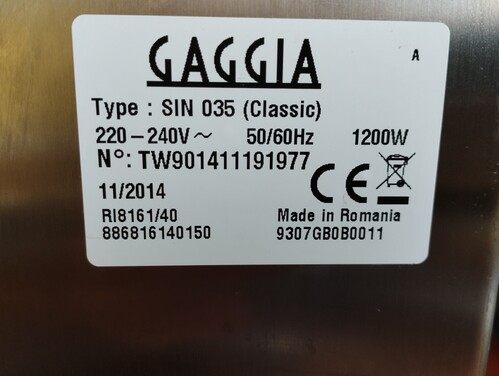 GAGGIA A
Type : SIN 035 (Classic)
220-240V~ 50/60Hz 1200W
N°: TW901411191977
11/2014 CE
RI8161/40 Made in Romania
886816140150 9307GB0B0011